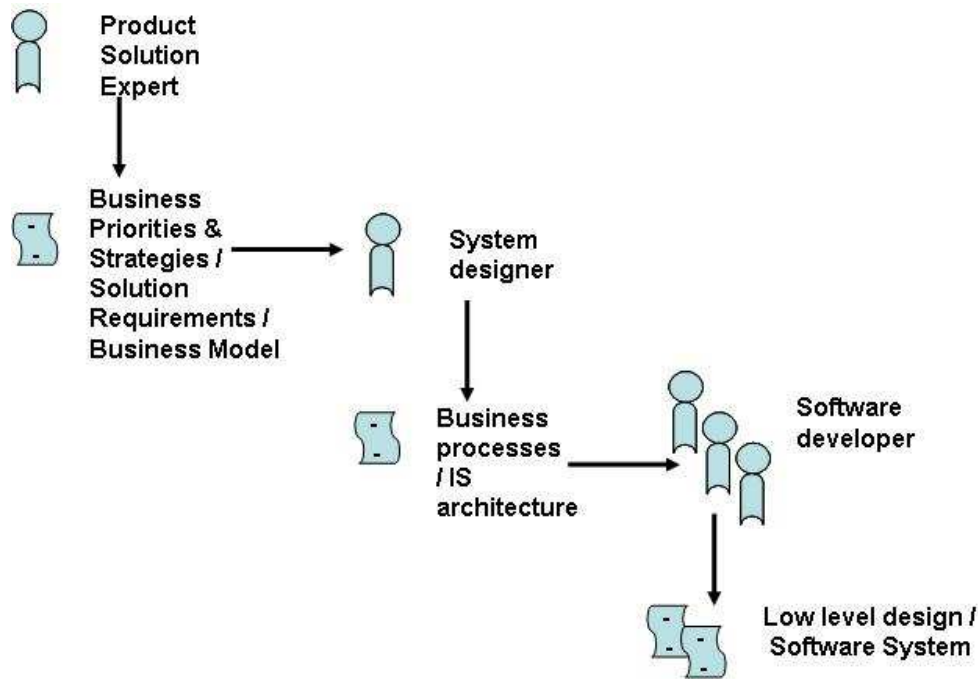 Product
Solution
Expert
Business
Priorities &
Strategies /
Solution
Requirements /
Business Model
System
designer
Business
processes
/ IS
architecture
Software
developer
Low level design /
Software System